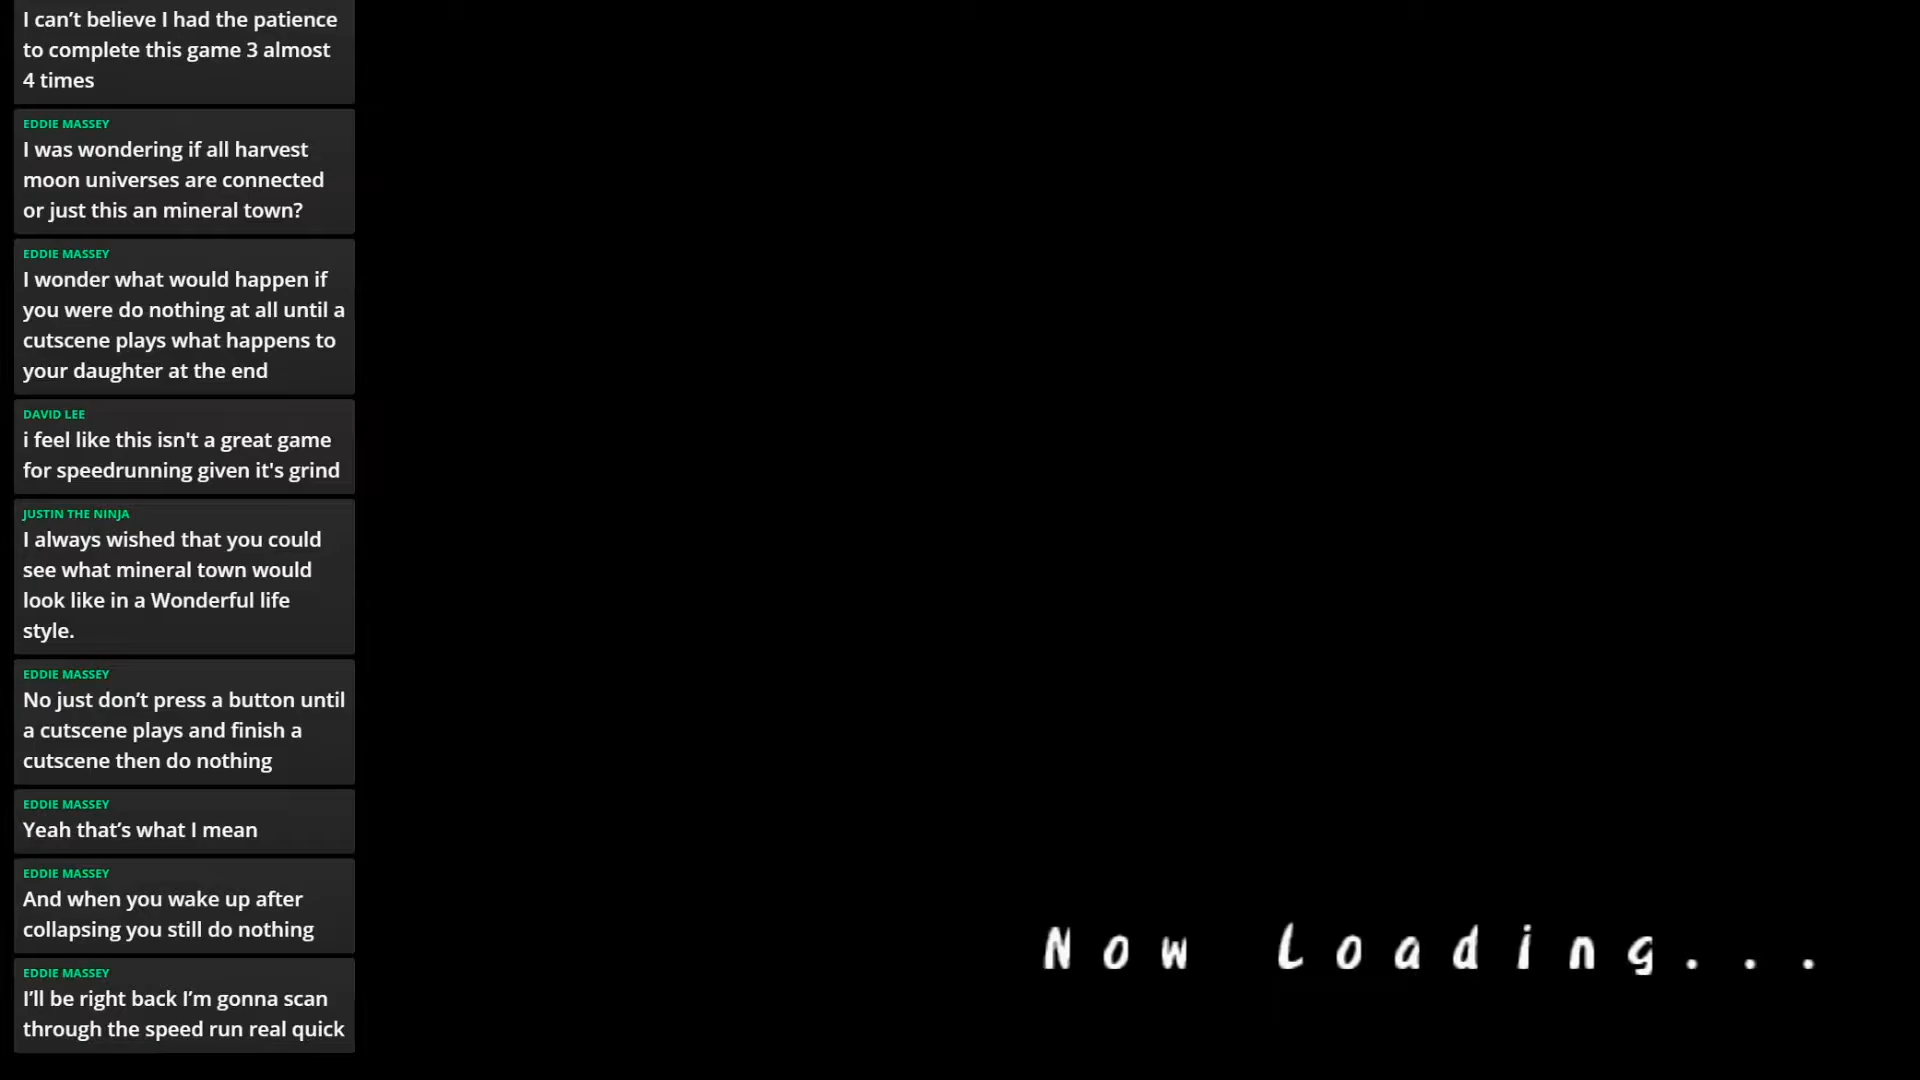 I can’t believe I had the patience
to complete this game 3 almost
4 times
EDDIE MASSEY
I was wondering if all harvest
moon universes are connected
or just this an mineral town?
EDDIE MASSEY
I wonder what would happen if
you were do nothing at all until a
cutscene plays what happens to
your daughter at the end
DAVID LEE
i feel like this isn't a great game
for speedrunning given it's grind
JUSTIN THE NINJA
I always wished that you could
see what mineral town would
look like in a Wonderful life
style.
EDDIE MASSEY
No just don’t press a button until
a cutscene plays and finish a
cutscene then do nothing
EDDIE MASSEY
Yeah that’s what I mean
EDDIE MASSEY
And when you wake up after
collapsing you still do nothing
EDDIE MASSEY
I’ll be right back I’m gonna scan
through the speed run real quick
Now Loading...